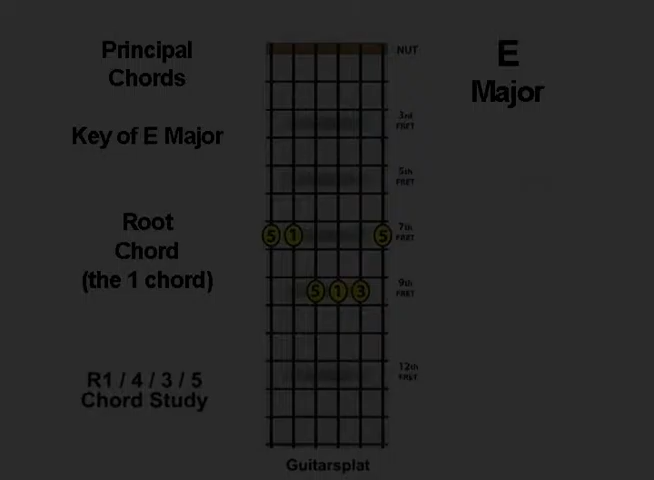 Principal
Chords
Key of E Major
Root
Chord
(the 1 chord)
R1 / 4 / 3 / 5
Chord Study
NUT
3rd
FRET
5th
FRET
7th
FRET
9th
FRET
12th
FRET
5 1 5
5 1 3
Guitarsplat
E
Major